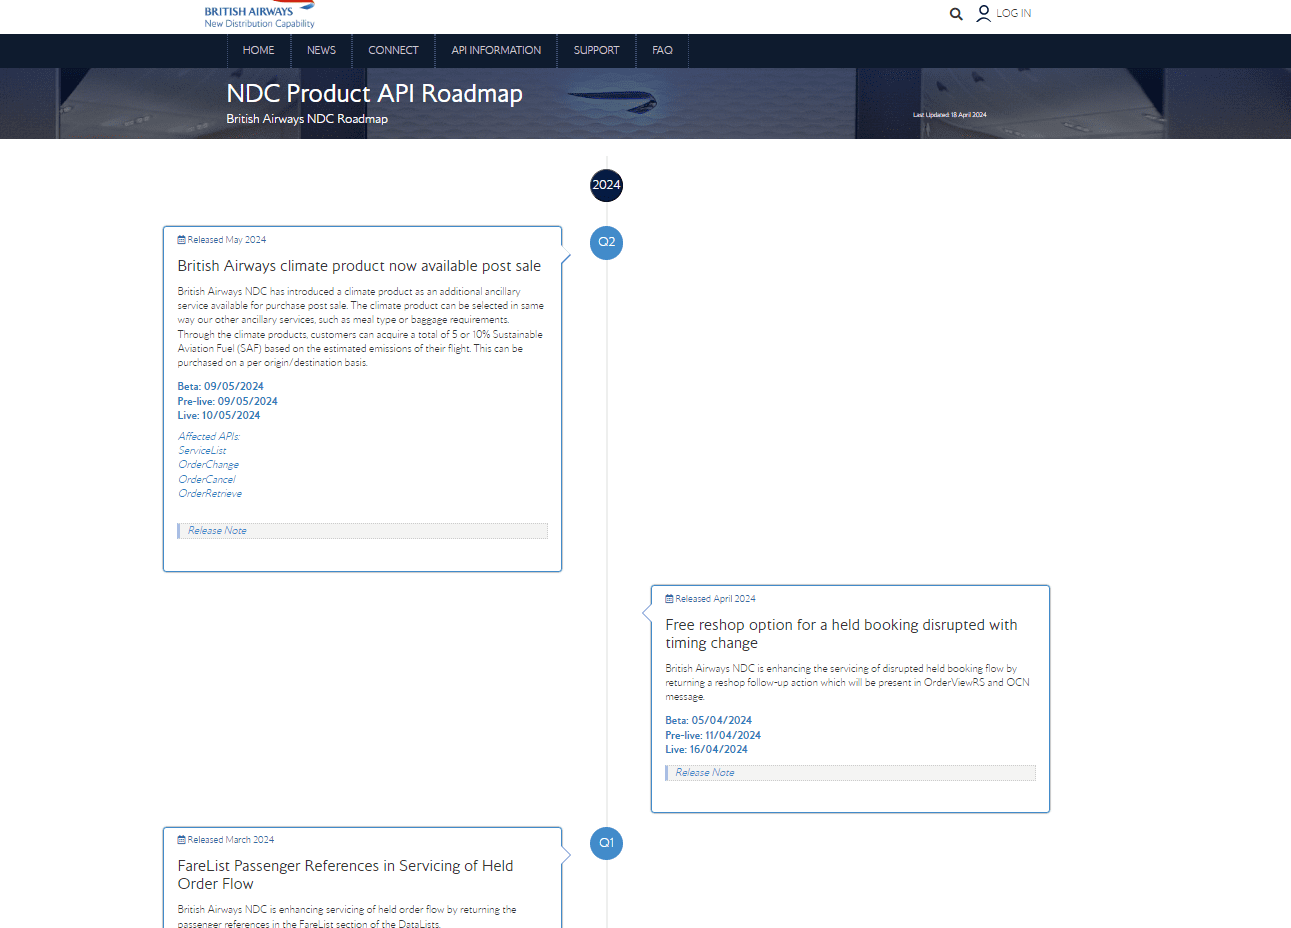 BRITISH AIRWAYS
New Distribution Capability
LOG IN
HOME
NEWS
CONNECT
API INFORMATION
SUPPORT
FAQ
NDC Product API Roadmap
British Airways NDC Roadmap
Last Updated: 18 April 2024
2024
Q2
Released May 2024
British Airways climate product now available post sale
British Airways NDC has introduced a climate product as an additional ancillary
service available for purchase post sale. The climate product can be selected in same
way our other ancillary services, such as meal type or baggage requirements.
Through the climate products, customers can acquire a total of 5 or 10% Sustainable
Aviation Fuel (SAF) based on the estimated emissions of their flight. This can be
purchased on a per origin/destination basis.
Beta: 09/05/2024
Pre-live: 09/05/2024
Live: 10/05/2024
Affected APIs:
ServiceList
OrderChange
OrderCancel
OrderRetrieve
Release Note
Released April 2024
Free reshop option for a held booking disrupted with
timing change
British Airways NDC is enhancing the servicing of disrupted held booking flow by
returning a reshop follow-up action which will be present in OrderViewRS and OCN
message.
Beta: 05/04/2024
Pre-live: 11/04/2024
Live: 16/04/2024
Release Note
Q1
Released March 2024
FareList Passenger References in Servicing of Held
Order Flow
British Airways NDC is enhancing servicing of held order flow by returning the
passenger references in the FareList section of the DataLists.